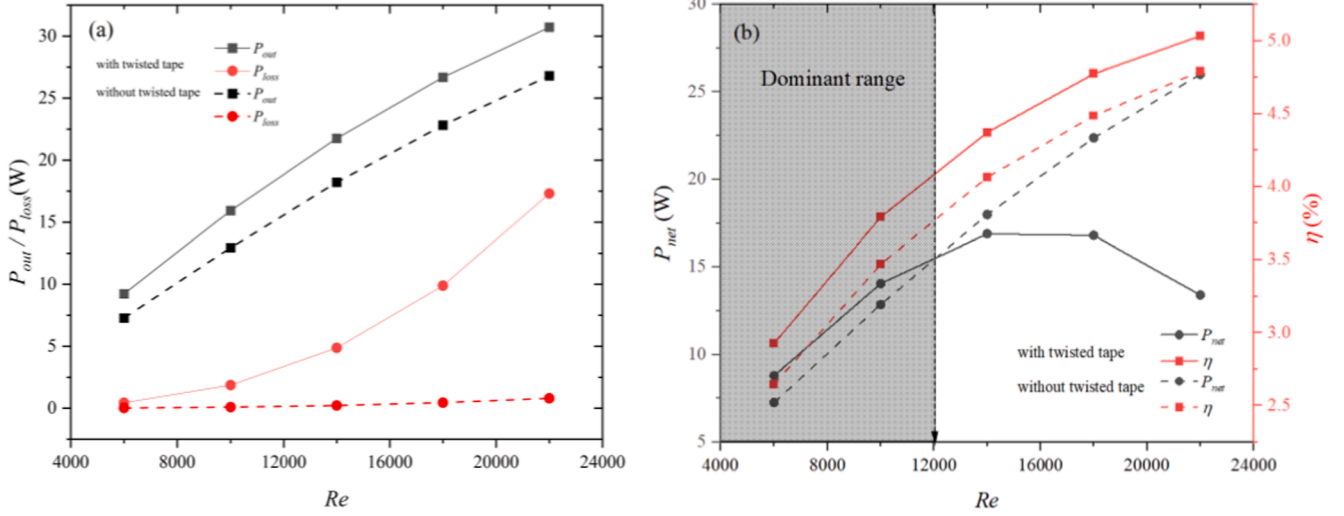 (a)
P_out / P_loss(W)
30
25
20
15
10
5
0
with twisted tape
without twisted tape
P_out
P_loss
P_out
P_loss
4000 8000 12000 16000 20000 24000
Re
(b)
Dominant range
P_net (W)
30
25
20
15
10
5
η (%)
5.0
4.5
4.0
3.5
3.0
2.5
with twisted tape
without twisted tape
P_net
η
P_net
η
4000 8000 12000 16000 20000 24000
Re